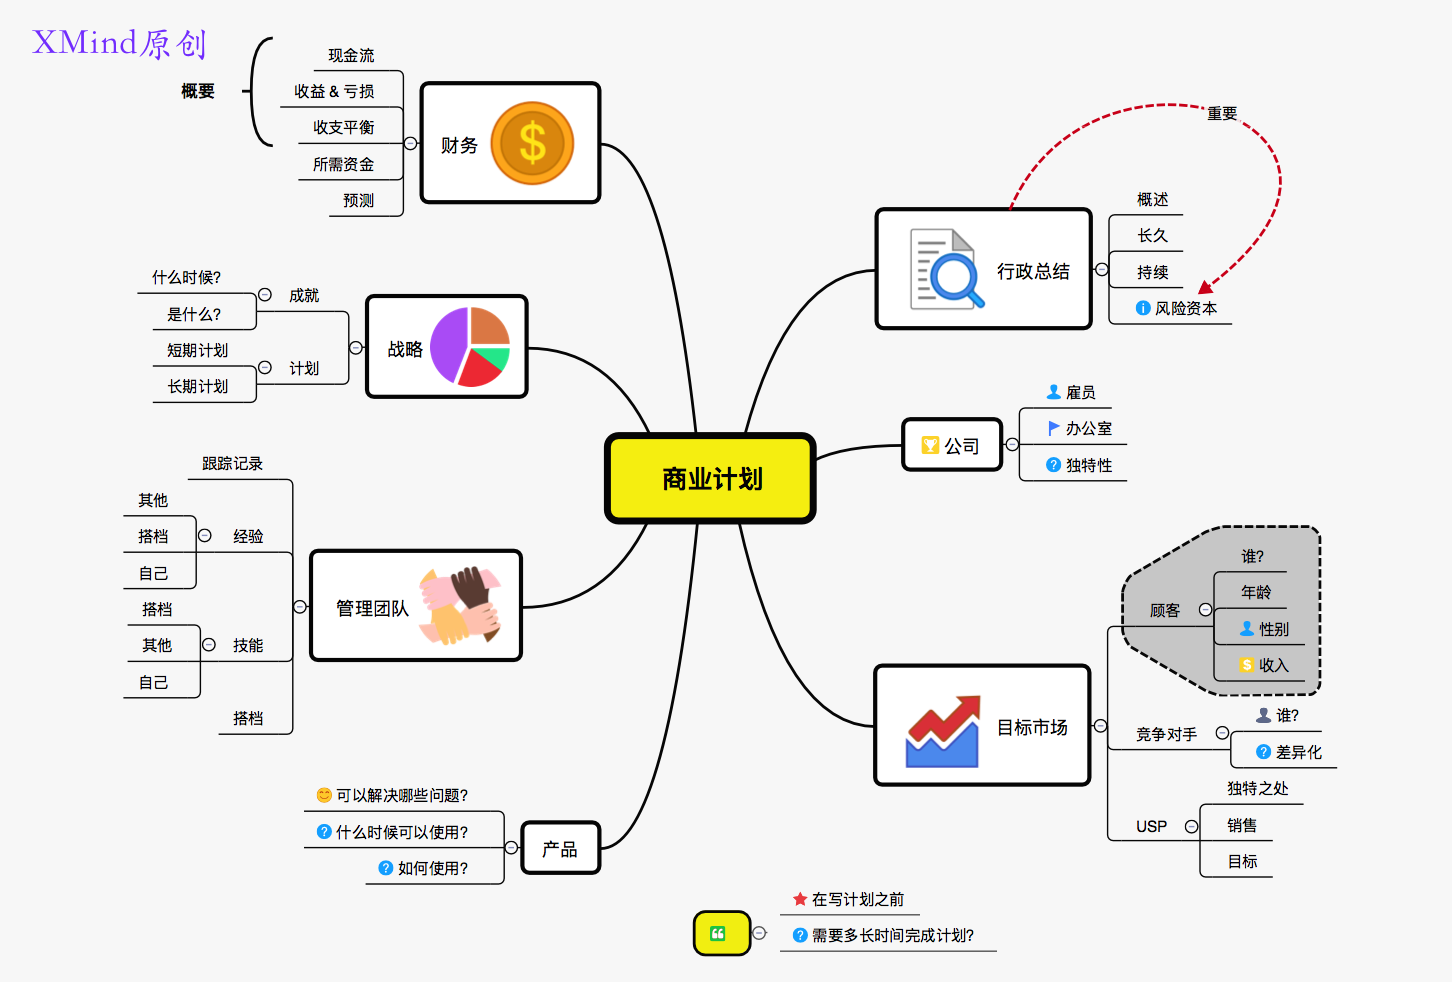 XMind原创
概要
现金流
收益 & 亏损
收支平衡
所需资金
预测
财务
什么时候?
是什么?
成就
短期计划
长期计划
计划
战略
跟踪记录
其他
搭档
自己
经验
搭档
其他
自己
技能
搭档
管理团队
可以解决哪些问题?
什么时候可以使用?
如何使用?
产品
商业计划
重要
行政总结
概述
长久
持续
风险资本
公司
雇员
办公室
独特性
目标市场
顾客
谁?
年龄
性别
收入
竞争对手
谁?
差异化
USP
独特之处
销售
目标
在写计划之前
需要多长时间完成计划?